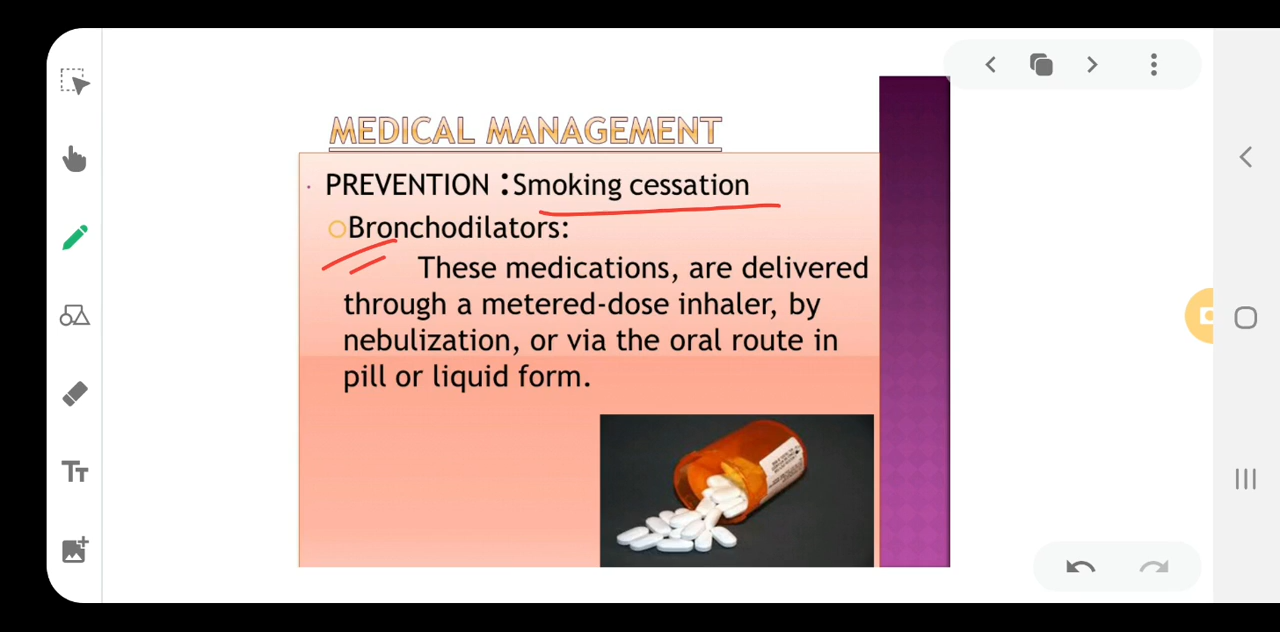 MEDICAL MANAGEMENT
PREVENTION :Smoking cessation
Bronchodilators:
These medications, are delivered
through a metered-dose inhaler, by
nebulization, or via the oral route in
pill or liquid form.
TT